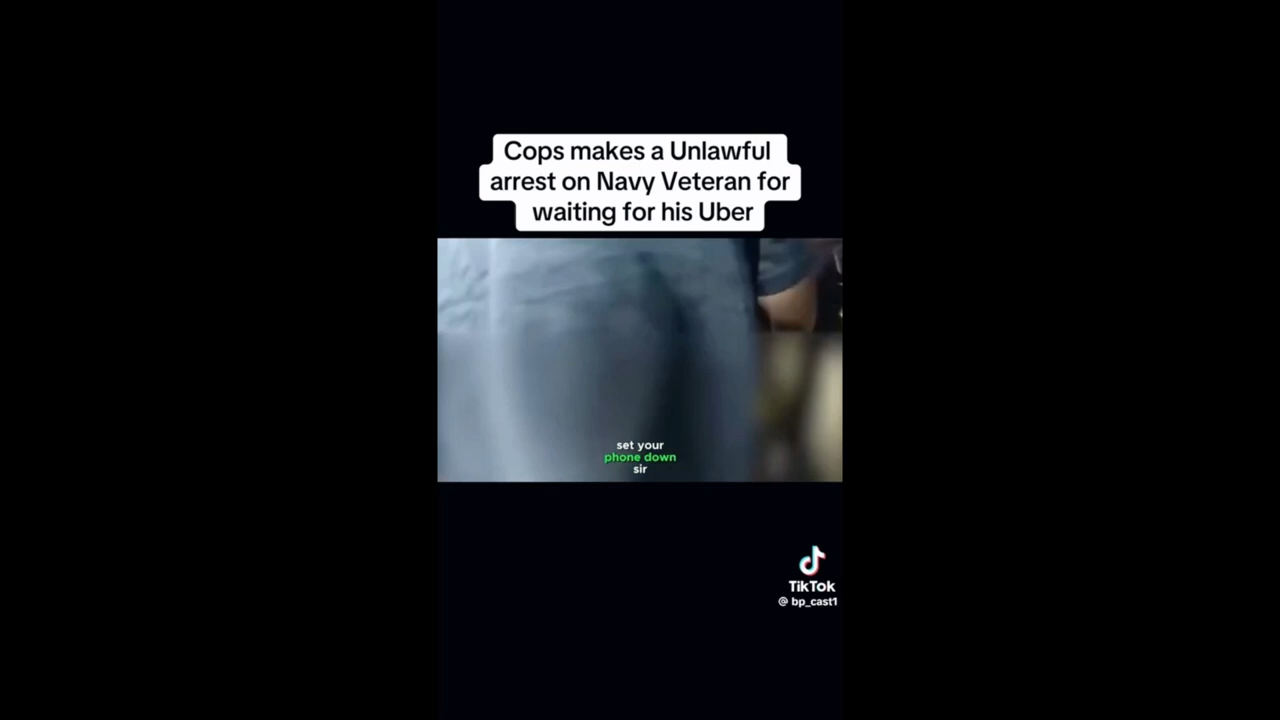 Cops makes a Unlawful
arrest on Navy Veteran for
waiting for his Uber
set your
phone down
sir
TikTok
@ bp_cast1